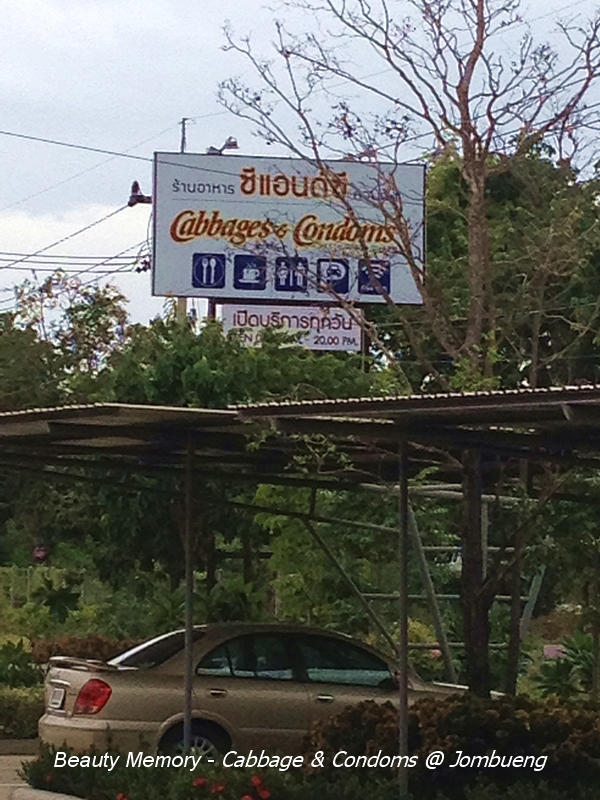 ร้านอาหาร ซีแอนด์ซี
Cabbages & Condoms
เปิดบริการทุกวัน
20.00 PM.
Beauty Memory - Cabbage & Condoms @ Jombueng